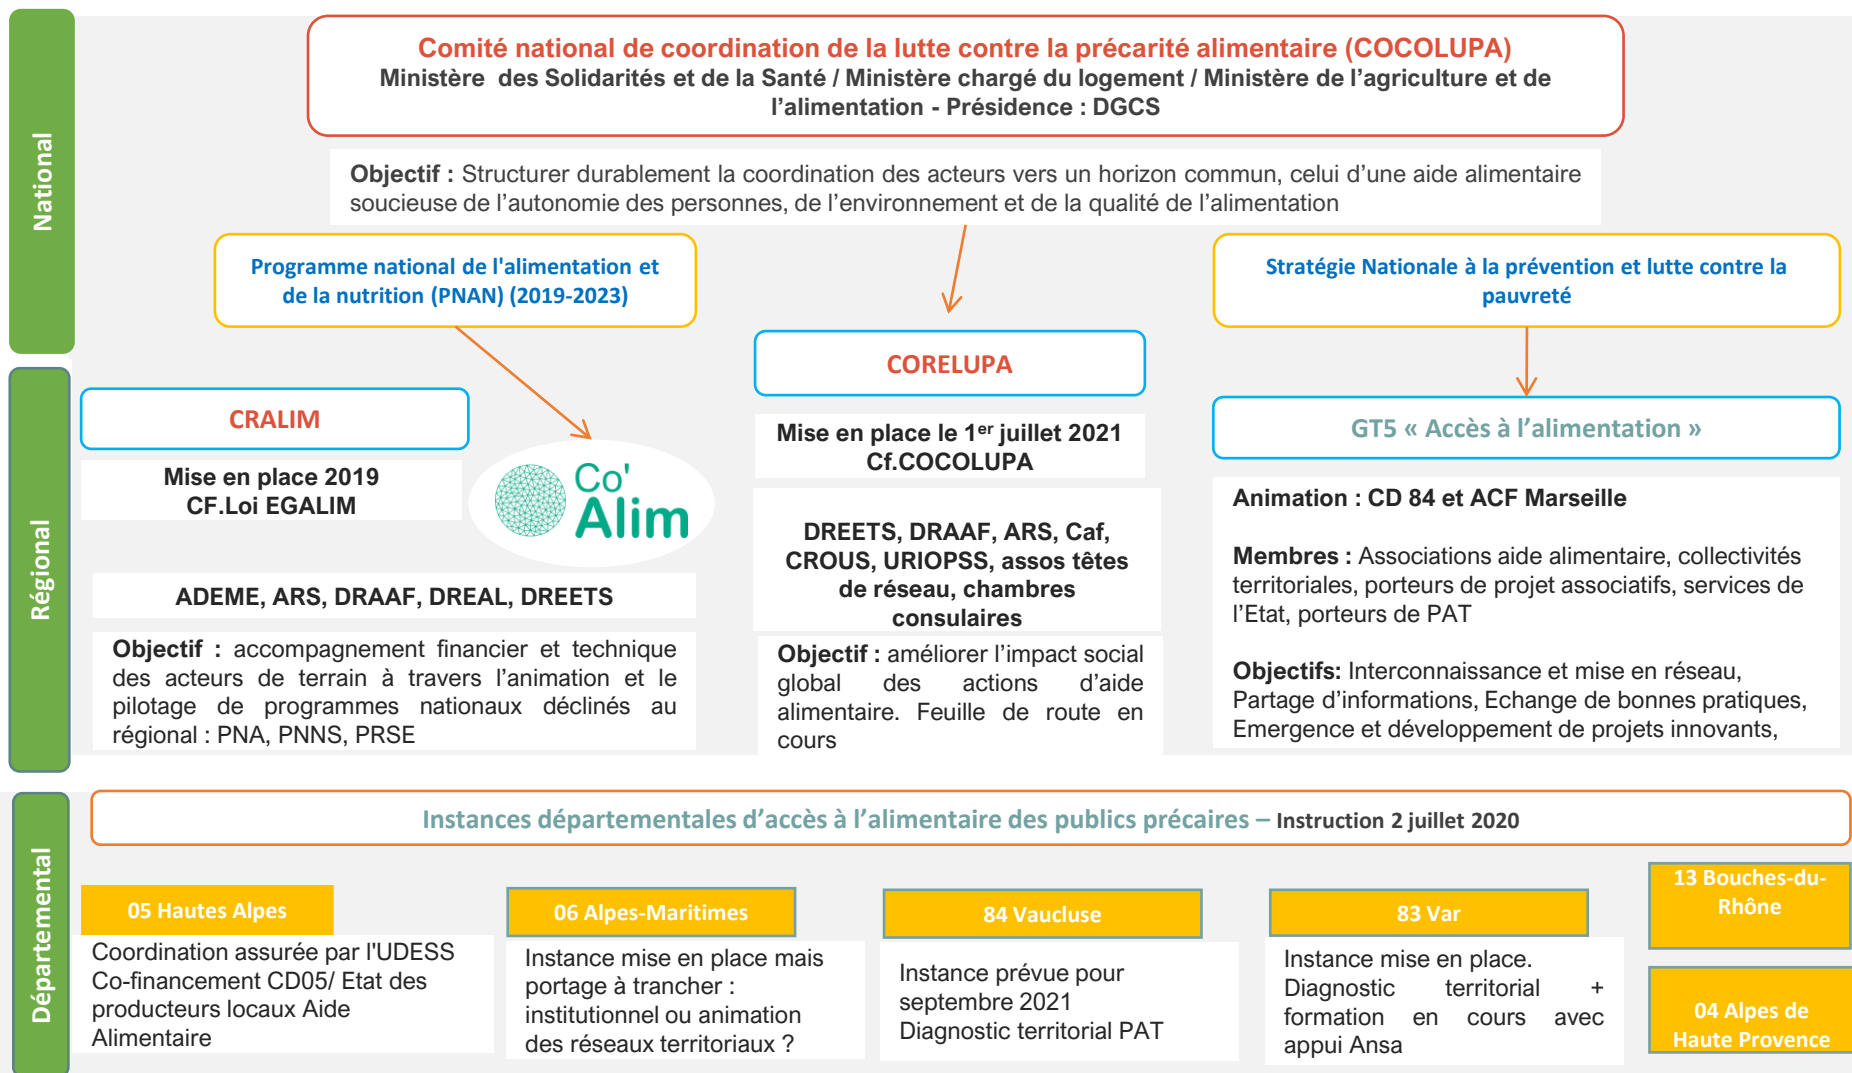 National
Comité national de coordination de la lutte contre la précarité alimentaire (COCOLUPA)
Ministère des Solidarités et de la Santé / Ministère chargé du logement / Ministère de l'agriculture et de
l'alimentation - Présidence : DGCS
Objectif : Structurer durablement la coordination des acteurs vers un horizon commun, celui d'une aide alimentaire
soucieuse de l'autonomie des personnes, de l'environnement et de la qualité de l'alimentation
Programme national de l'alimentation et
de la nutrition (PNAN) (2019-2023)
Stratégie Nationale à la prévention et lutte contre la
pauvreté
Régional
CRALIM
Mise en place 2019
CF.Loi EGALIM
Co'
Alim
ADEME, ARS, DRAAF, DREAL, DREETS
Objectif : accompagnement financier et technique
des acteurs de terrain à travers l'animation et le
pilotage de programmes nationaux déclinés au
régional : PNA, PNNS, PRSE
CORELUPA
Mise en place le 1er juillet 2021
Cf.COCOLUPA
DREETS, DRAAF, ARS, Caf,
CROUS, URIOPSS, assos têtes
de réseau, chambres
consulaires
Objectif : améliorer l'impact social
global des actions d'aide
alimentaire. Feuille de route en
cours
GT5 « Accès à l'alimentation »
Animation : CD 84 et ACF Marseille
Membres : Associations aide alimentaire, collectivités
territoriales, porteurs de projet associatifs, services de
l'Etat, porteurs de PAT
Objectifs: Interconnaissance et mise en réseau,
Partage d'informations, Echange de bonnes pratiques,
Emergence et développement de projets innovants,
Départemental
Instances départementales d'accès à l'alimentaire des publics précaires – Instruction 2 juillet 2020
05 Hautes Alpes
Coordination assurée par l'UDESS
Co-financement CD05/ Etat des
producteurs locaux Aide
Alimentaire
06 Alpes-Maritimes
Instance mise en place mais
portage à trancher :
institutionnel ou animation
des réseaux territoriaux ?
84 Vaucluse
Instance prévue pour
septembre 2021
Diagnostic territorial PAT
83 Var
Instance mise en place.
Diagnostic territorial +
formation en cours avec
appui Ansa
13 Bouches-du-
Rhône
04 Alpes de
Haute Provence